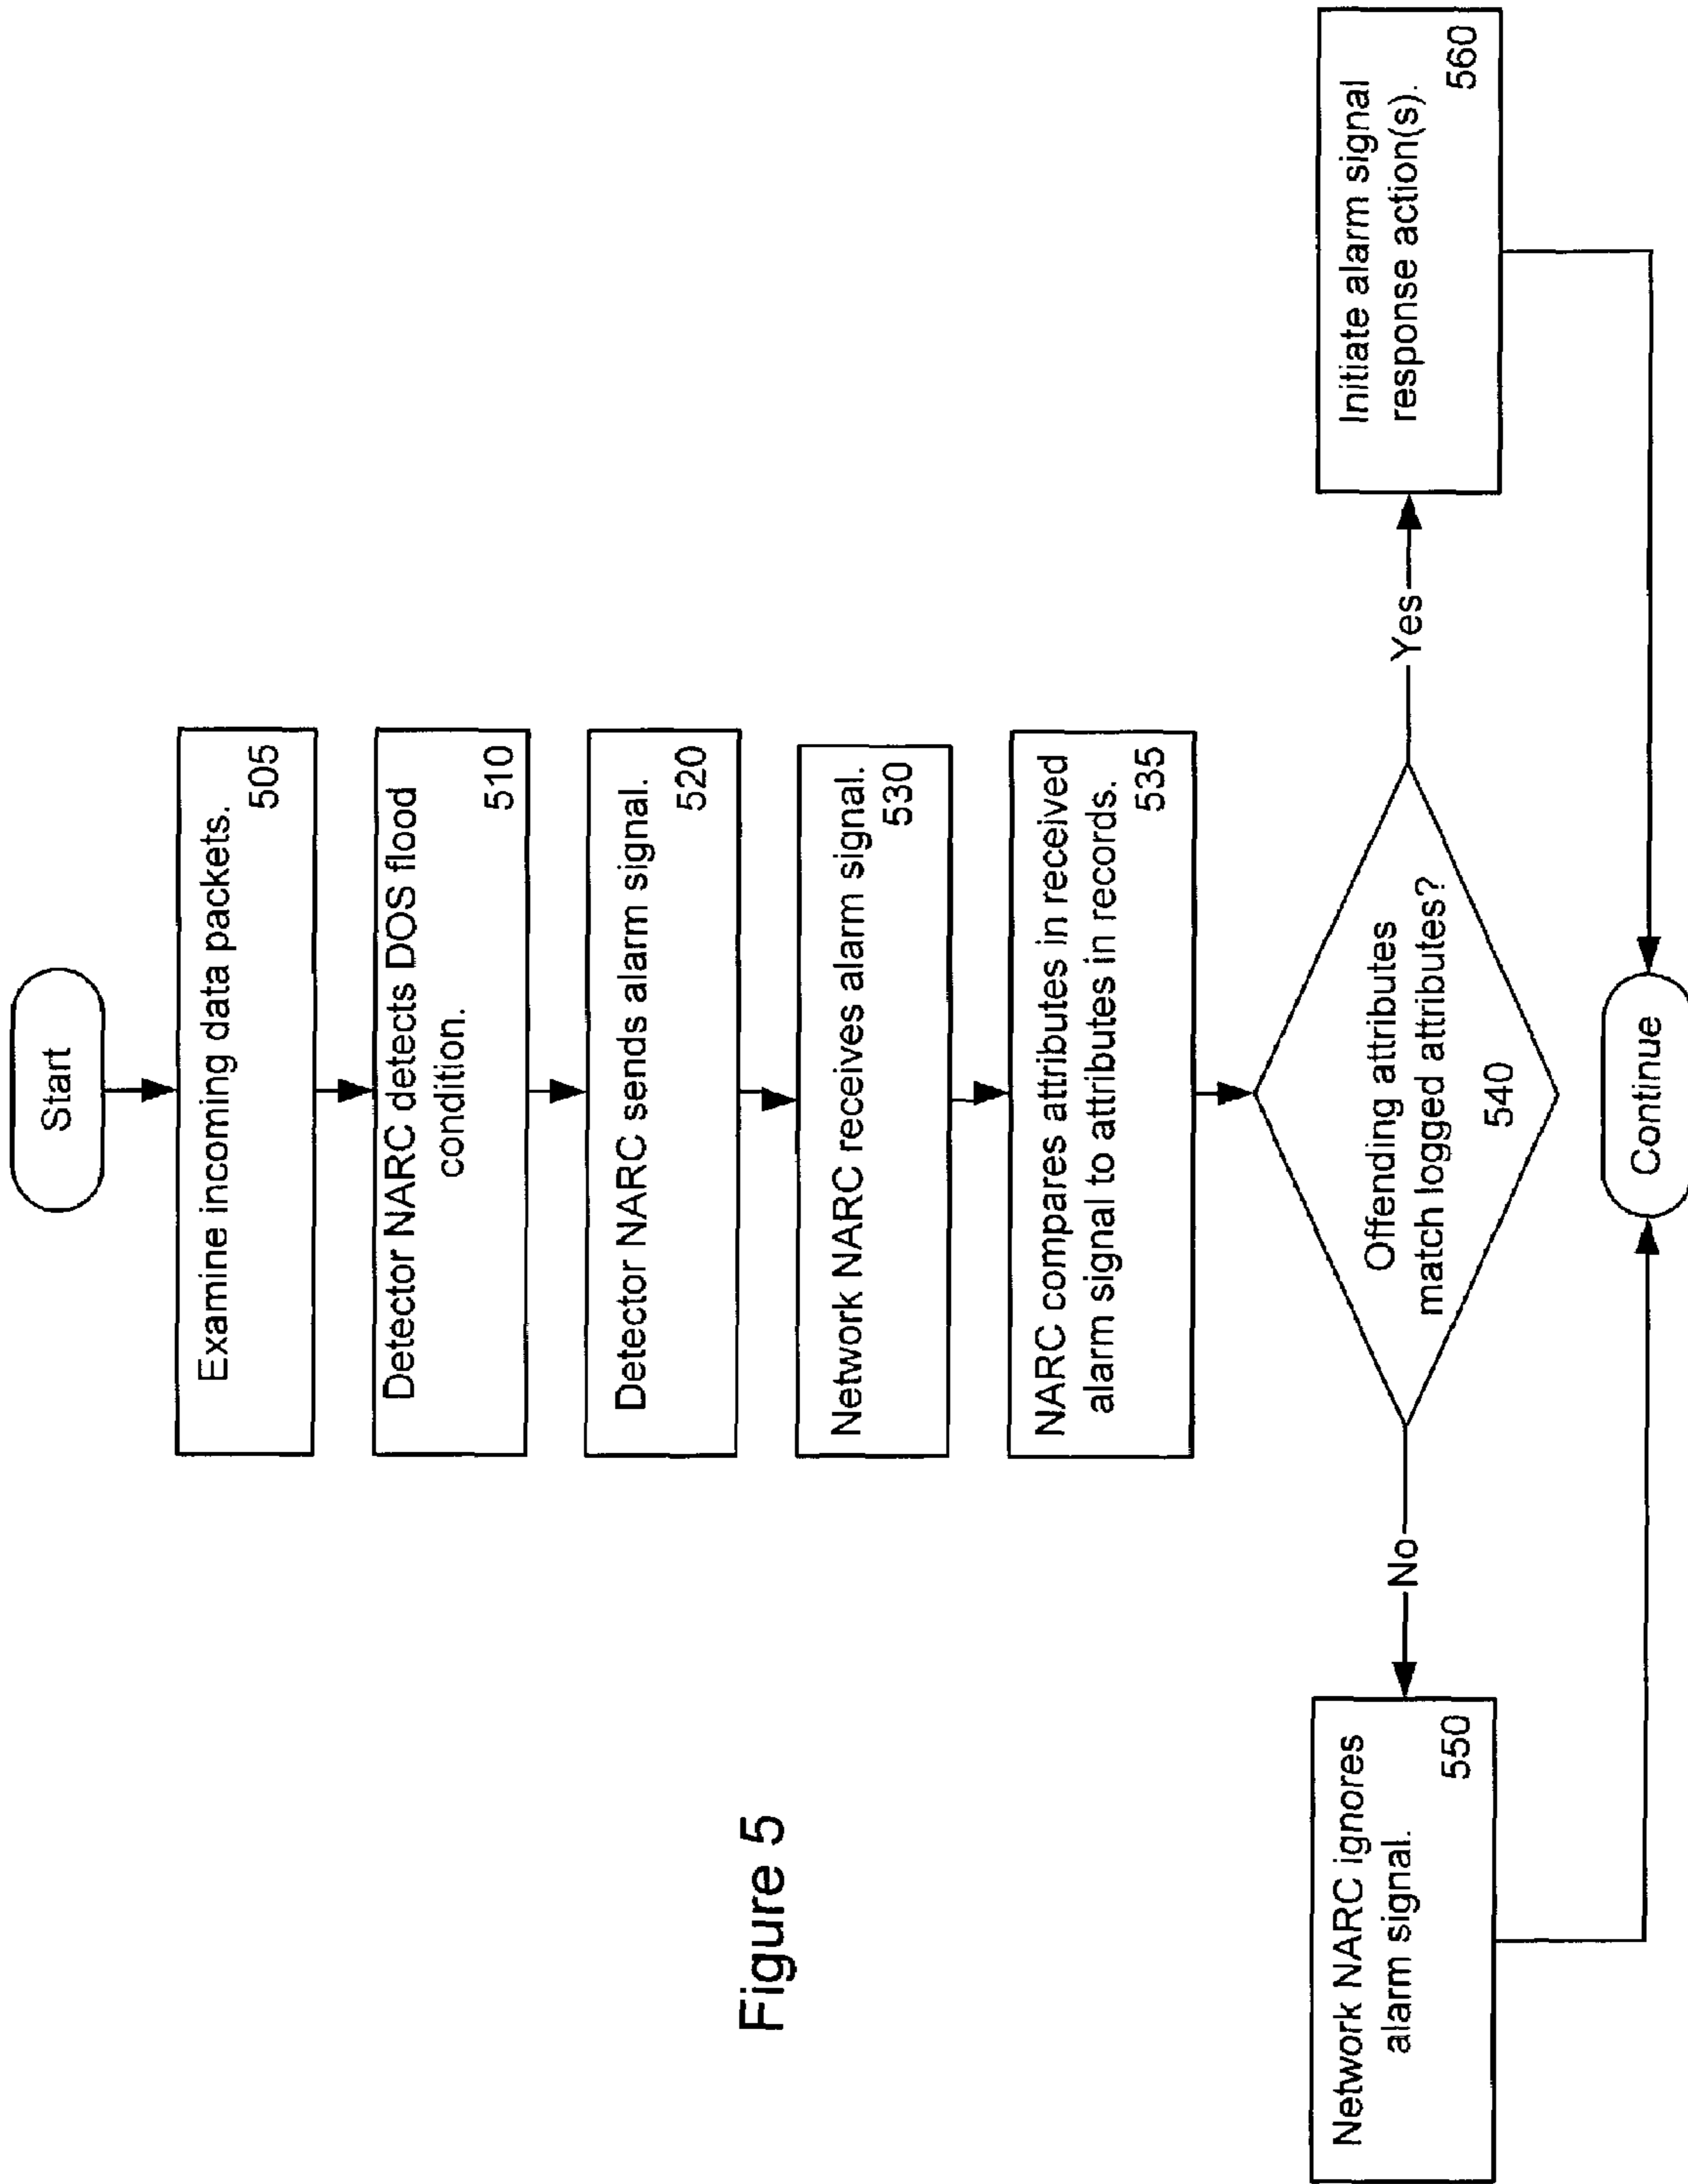 Start
Examine incoming data packets.
505
Detector NARC detects DOS flood
condition.
510
Detector NARC sends alarm signal.
520
Network NARC receives alarm signal.
530
NARC compares attributes in received
alarm signal to attributes in records.
535
Offending attributes
match logged attributes?
540
No
Yes
Network NARC ignores
alarm signal.
550
Initiate alarm signal
response action(s).
560
Continue
Figure 5